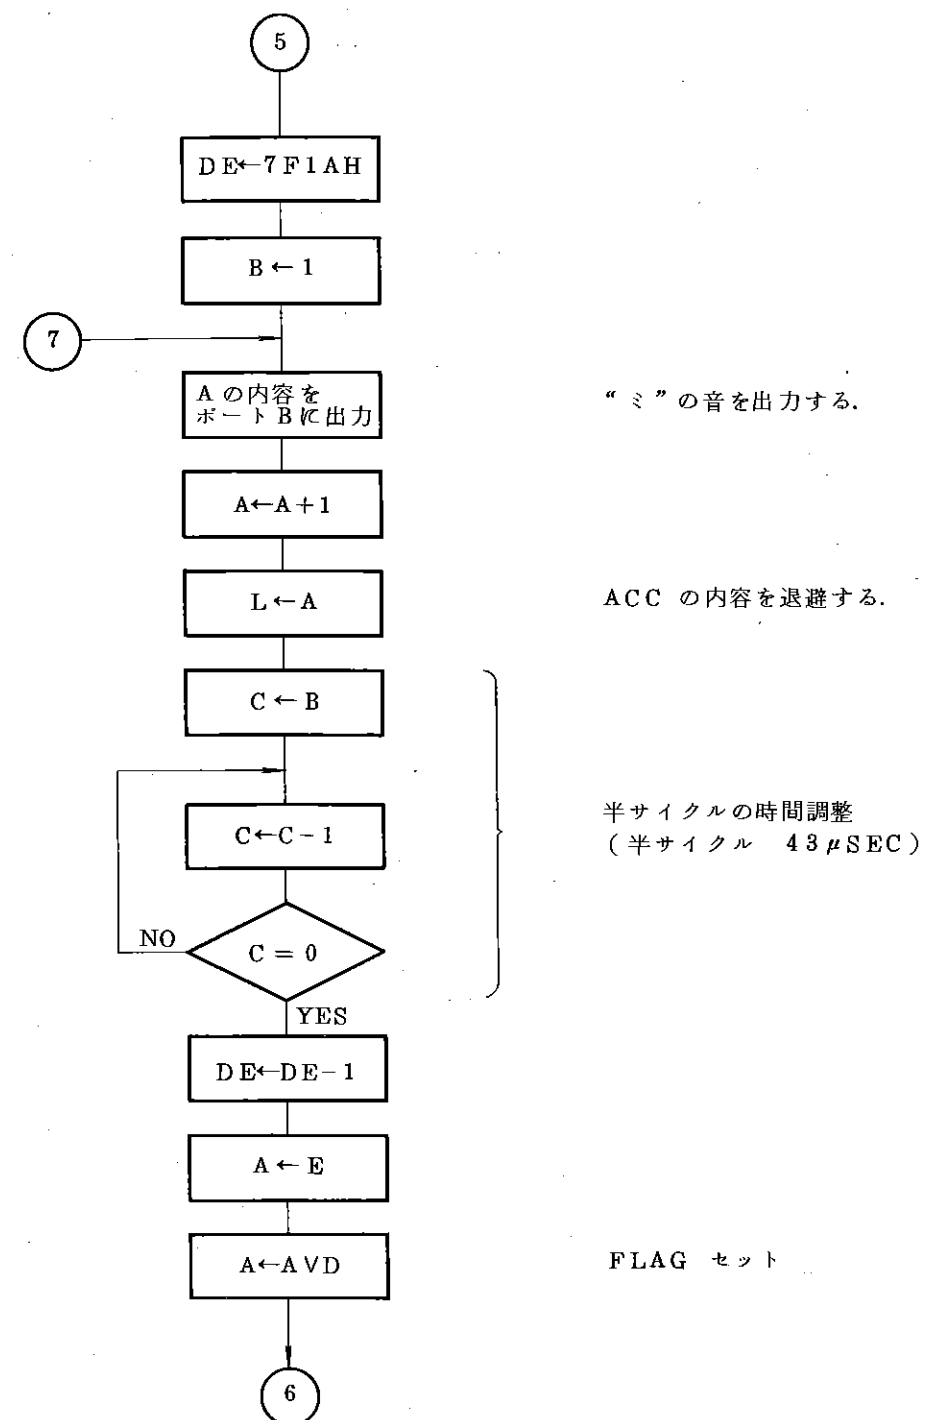 5
DE←7F1AH
B←1
7
Aの内容を
ポートBに出力
“ミ”の音を出力する.
A←A+1
L←A
ACC の内容を退避する.
C←B
C←C-1
半サイクルの時間調整
(半サイクル 43μSEC)
NO
C=0
YES
DE←DE-1
A←E
A←A∨D
FLAG セット
6